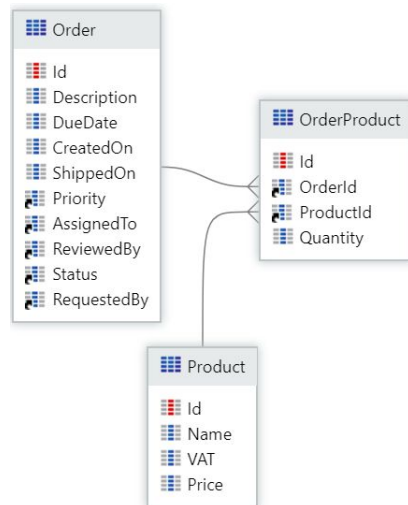 Order
Id
Description
DueDate
CreatedOn
ShippedOn
Priority
AssignedTo
ReviewedBy
Status
RequestedBy
OrderProduct
Id
OrderId
ProductId
Quantity
Product
Id
Name
VAT
Price